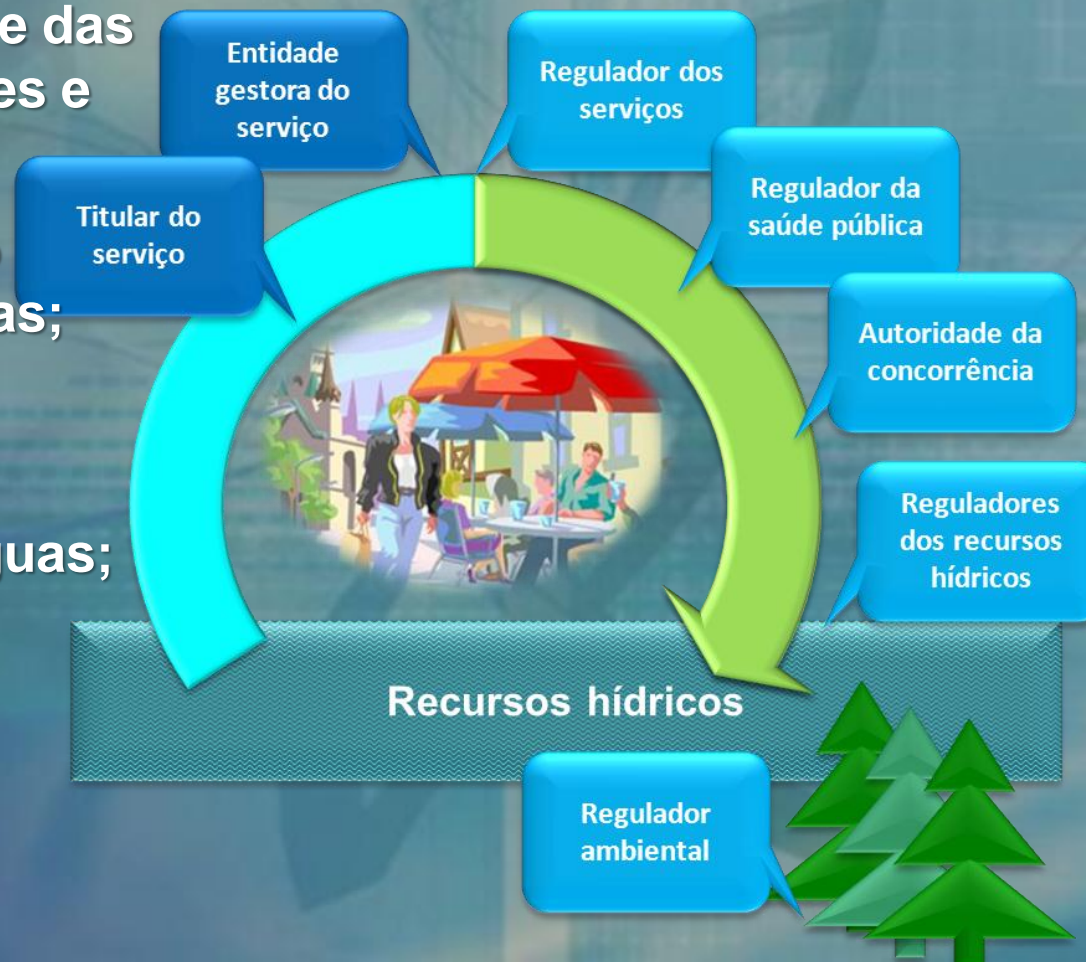 e das
es e
as;
guas;
Entidade
gestora do
serviço
Regulador dos
serviços
Titular do
serviço
Regulador da
saúde pública
Autoridade da
concorrência
Reguladores
dos recursos
hídricos
Recursos hídricos
Regulador
ambiental